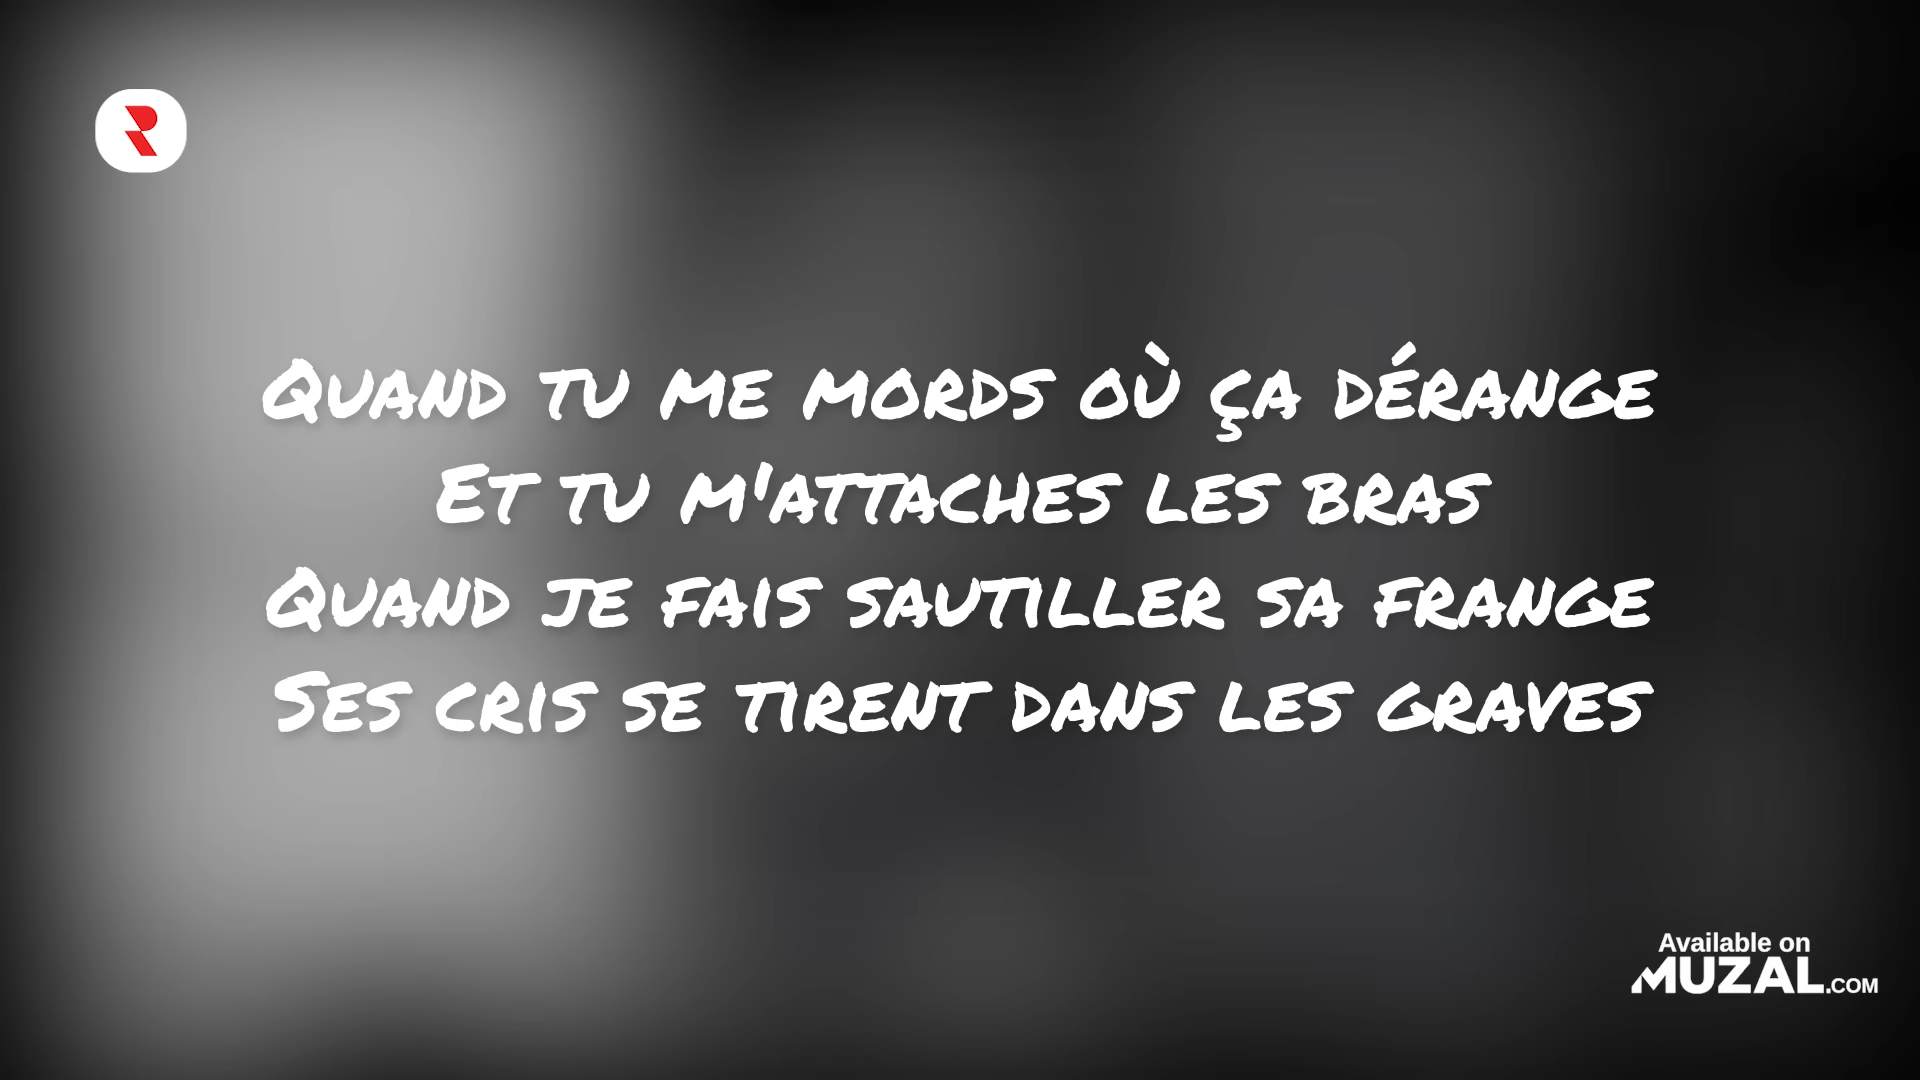 Quand tu me mords où ça dérange
Et tu m'attaches les bras
Quand je fais sautiller sa frange
Ses cris se tirent dans les graves
Available on
MUZAL.COM